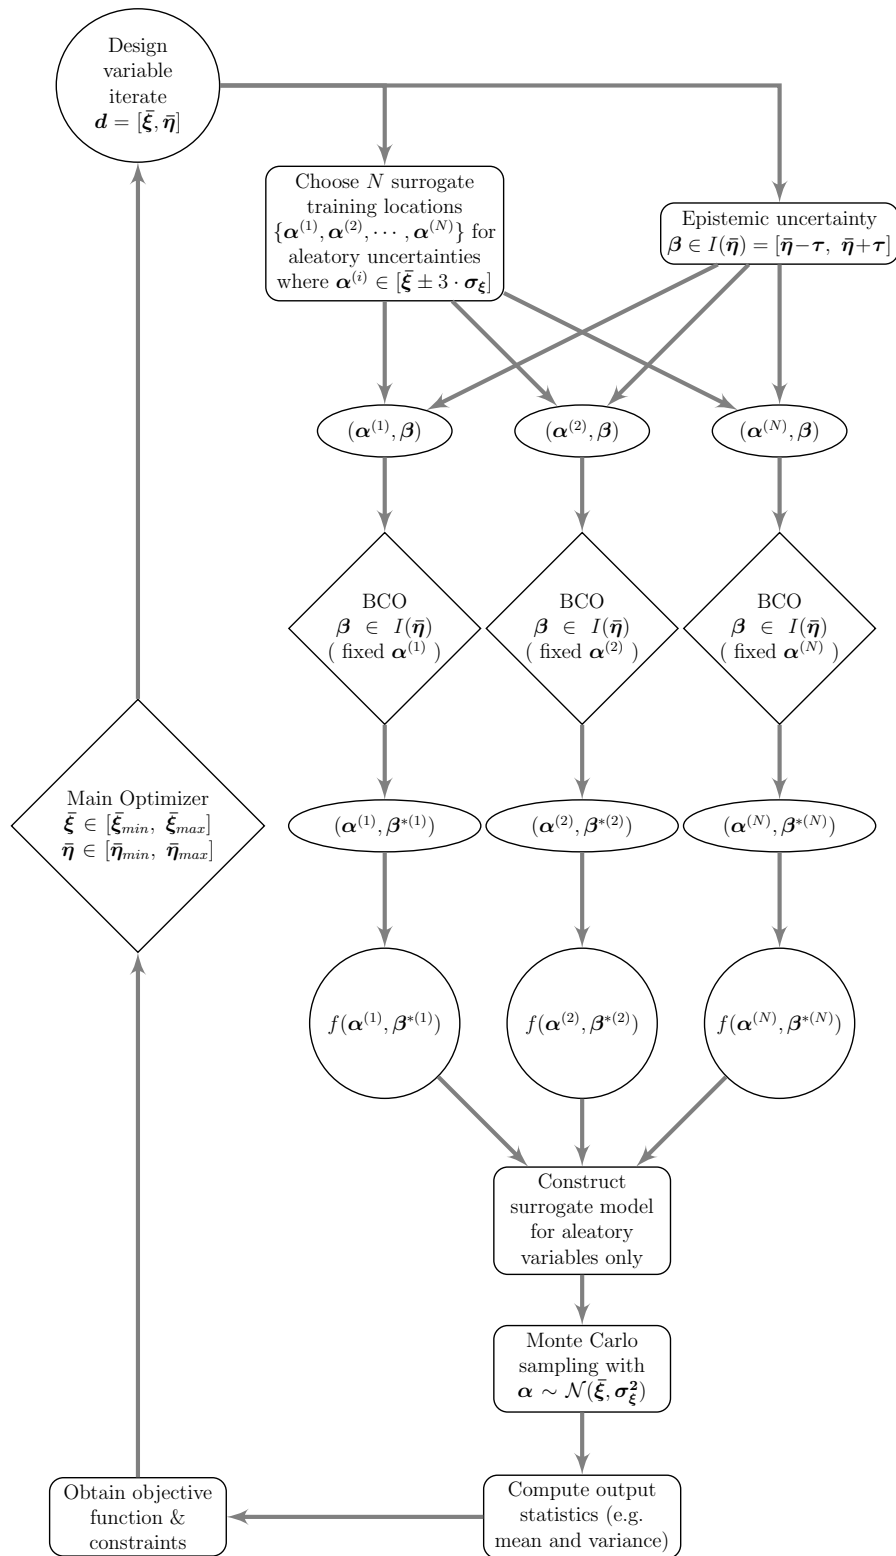 Design
variable
iterate
𝒅 = [ξ̄, η̄]
Choose N surrogate
training locations
{α⁽¹⁾, α⁽²⁾, ⋯ , α⁽ᴺ⁾} for
aleatory uncertainties
where α⁽ⁱ⁾ ∈ [ξ̄ ± 3 · σ_ξ]
Epistemic uncertainty
β ∈ I(η̄) = [η̄−τ, η̄+τ]
(α⁽¹⁾, β)
(α⁽²⁾, β)
(α⁽ᴺ⁾, β)
BCO
β ∈ I(η̄)
( fixed α⁽¹⁾ )
BCO
β ∈ I(η̄)
( fixed α⁽²⁾ )
BCO
β ∈ I(η̄)
( fixed α⁽ᴺ⁾ )
Main Optimizer
ξ̄ ∈ [ξ̄_min, ξ̄_max]
η̄ ∈ [η̄_min, η̄_max]
(α⁽¹⁾, β*⁽¹⁾)
(α⁽²⁾, β*⁽²⁾)
(α⁽ᴺ⁾, β*⁽ᴺ⁾)
f(α⁽¹⁾, β*⁽¹⁾)
f(α⁽²⁾, β*⁽²⁾)
f(α⁽ᴺ⁾, β*⁽ᴺ⁾)
Construct
surrogate model
for aleatory
variables only
Monte Carlo
sampling with
α ∼ 𝒩(ξ̄, σ²_ξ)
Compute output
statistics (e.g.
mean and variance)
Obtain objective
function &
constraints